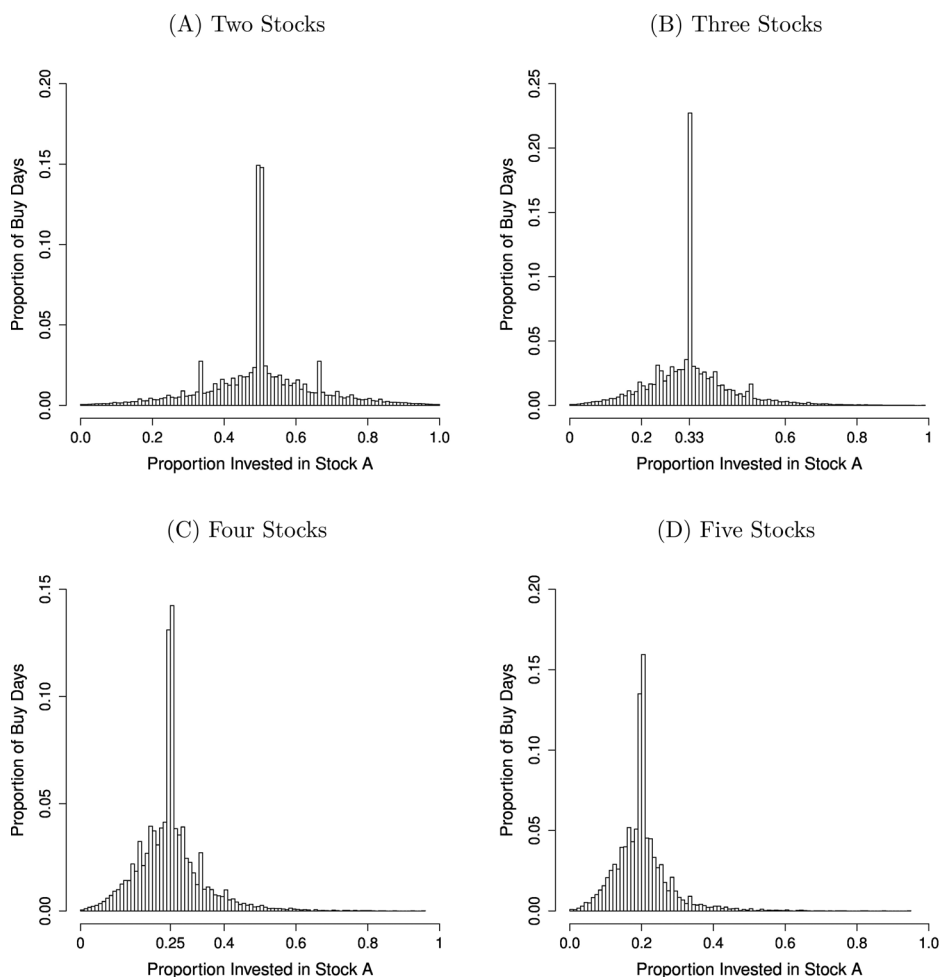 (A) Two Stocks
Proportion of Buy Days
0.20
0.15
0.10
0.05
0.00
0.0 0.2 0.4 0.6 0.8 1.0
Proportion Invested in Stock A
(B) Three Stocks
Proportion of Buy Days
0.25
0.20
0.15
0.10
0.05
0.00
0 0.2 0.33 0.6 0.8 1
Proportion Invested in Stock A
(C) Four Stocks
Proportion of Buy Days
0.15
0.10
0.05
0.00
0 0.25 0.4 0.6 0.8 1
Proportion Invested in Stock A
(D) Five Stocks
Proportion of Buy Days
0.20
0.15
0.10
0.05
0.00
0.0 0.2 0.4 0.6 0.8 1.0
Proportion Invested in Stock A